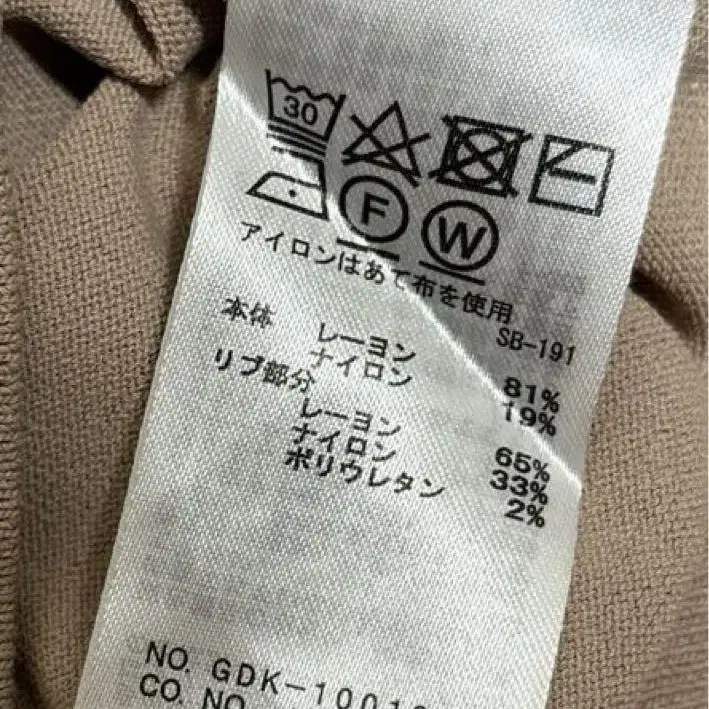 30
F W
アイロンはあて布を使用
SB-191
本体
レーヨン 81%
ナイロン 19%
リブ部分
レーヨン 65%
ナイロン 33%
ポリウレタン 2%
NO. GDK-1001
CO. NO.